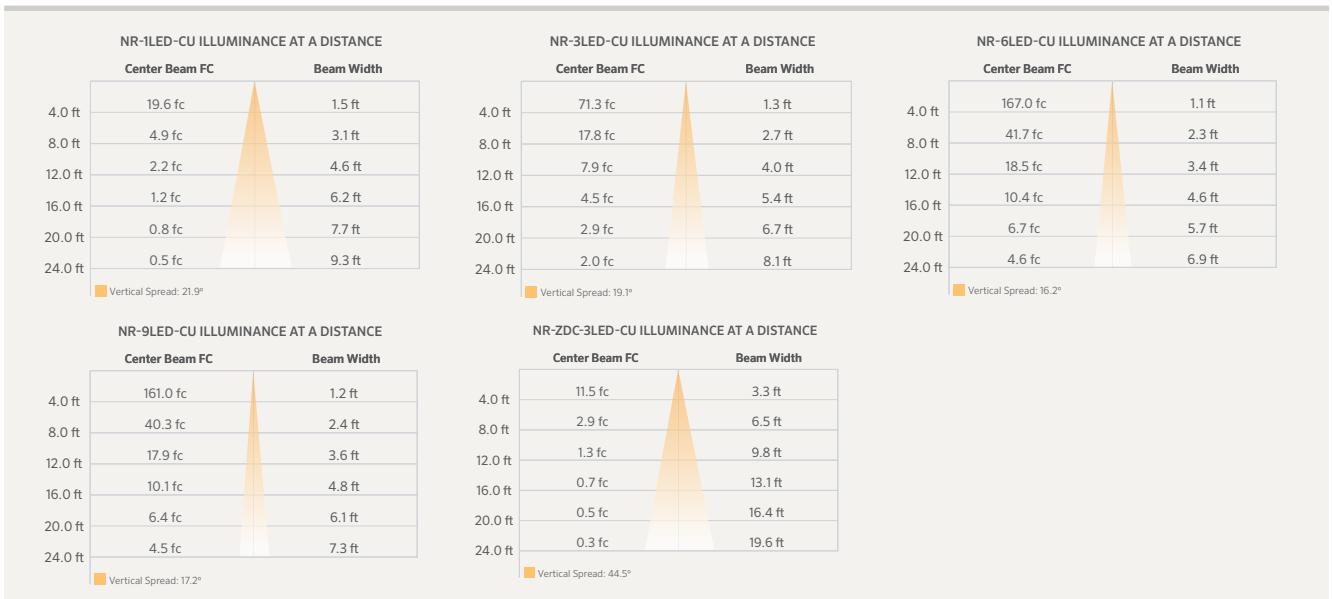 NR-1LED-CU ILLUMINANCE AT A DISTANCE
Center Beam FC Beam Width
4.0 ft 19.6 fc 1.5 ft
8.0 ft 4.9 fc 3.1 ft
12.0 ft 2.2 fc 4.6 ft
16.0 ft 1.2 fc 6.2 ft
20.0 ft 0.8 fc 7.7 ft
24.0 ft 0.5 fc 9.3 ft
Vertical Spread: 21.9°
NR-3LED-CU ILLUMINANCE AT A DISTANCE
Center Beam FC Beam Width
4.0 ft 71.3 fc 1.3 ft
8.0 ft 17.8 fc 2.7 ft
12.0 ft 7.9 fc 4.0 ft
16.0 ft 4.5 fc 5.4 ft
20.0 ft 2.9 fc 6.7 ft
24.0 ft 2.0 fc 8.1 ft
Vertical Spread: 19.1°
NR-6LED-CU ILLUMINANCE AT A DISTANCE
Center Beam FC Beam Width
4.0 ft 167.0 fc 1.1 ft
8.0 ft 41.7 fc 2.3 ft
12.0 ft 18.5 fc 3.4 ft
16.0 ft 10.4 fc 4.6 ft
20.0 ft 6.7 fc 5.7 ft
24.0 ft 4.6 fc 6.9 ft
Vertical Spread: 16.2°
NR-9LED-CU ILLUMINANCE AT A DISTANCE
Center Beam FC Beam Width
4.0 ft 161.0 fc 1.2 ft
8.0 ft 40.3 fc 2.4 ft
12.0 ft 17.9 fc 3.6 ft
16.0 ft 10.1 fc 4.8 ft
20.0 ft 6.4 fc 6.1 ft
24.0 ft 4.5 fc 7.3 ft
Vertical Spread: 17.2°
NR-ZDC-3LED-CU ILLUMINANCE AT A DISTANCE
Center Beam FC Beam Width
4.0 ft 11.5 fc 3.3 ft
8.0 ft 2.9 fc 6.5 ft
12.0 ft 1.3 fc 9.8 ft
16.0 ft 0.7 fc 13.1 ft
20.0 ft 0.5 fc 16.4 ft
24.0 ft 0.3 fc 19.6 ft
Vertical Spread: 44.5°